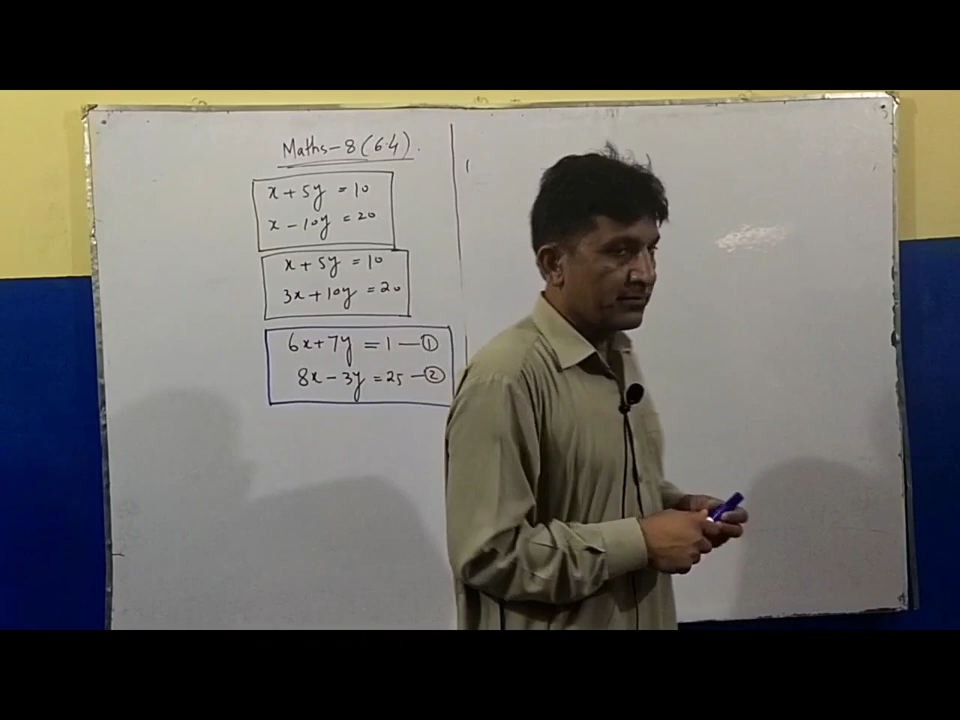 Maths-8 (6.4).
x + 5y = 10
x - 10y = 20
x + 5y = 10
3x + 10y = 20
6x + 7y = 1 — ①
8x - 3y = 25 — ②